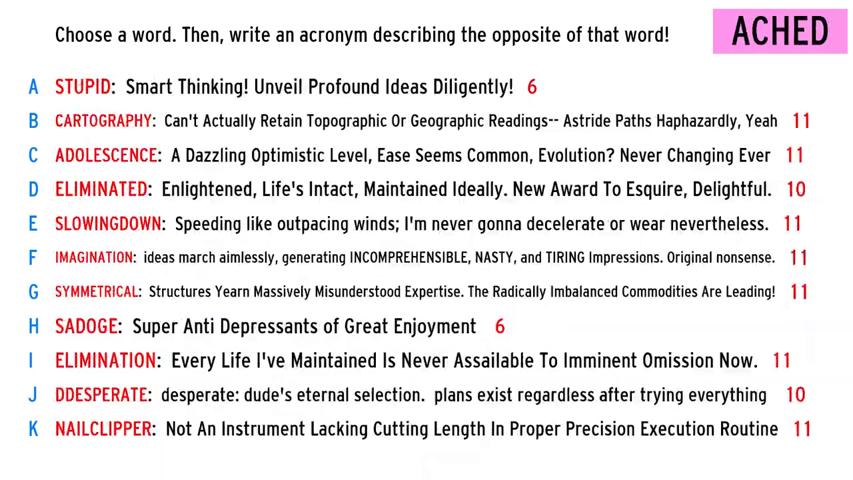 Choose a word. Then, write an acronym describing the opposite of that word!
ACHED
A STUPID: Smart Thinking! Unveil Profound Ideas Diligently! 6
B CARTOGRAPHY: Can't Actually Retain Topographic Or Geographic Readings-- Astride Paths Haphazardly, Yeah 11
C ADOLESCENCE: A Dazzling Optimistic Level, Ease Seems Common, Evolution? Never Changing Ever 11
D ELIMINATED: Enlightened, Life's Intact, Maintained Ideally. New Award To Esquire, Delightful. 10
E SLOWINGDOWN: Speeding like outpacing winds; I'm never gonna decelerate or wear nevertheless. 11
F IMAGINATION: ideas march aimlessly, generating INCOMPREHENSIBLE, NASTY, and TIRING Impressions. Original nonsense. 11
G SYMMETRICAL: Structures Yearn Massively Misunderstood Expertise. The Radically Imbalanced Commodities Are Leading! 11
H SADOGE: Super Anti Depressants of Great Enjoyment 6
I ELIMINATION: Every Life I've Maintained Is Never Assailable To Imminent Omission Now. 11
J DDESPERATE: desperate: dude's eternal selection. plans exist regardless after trying everything 10
K NAILCLIPPER: Not An Instrument Lacking Cutting Length In Proper Precision Execution Routine 11